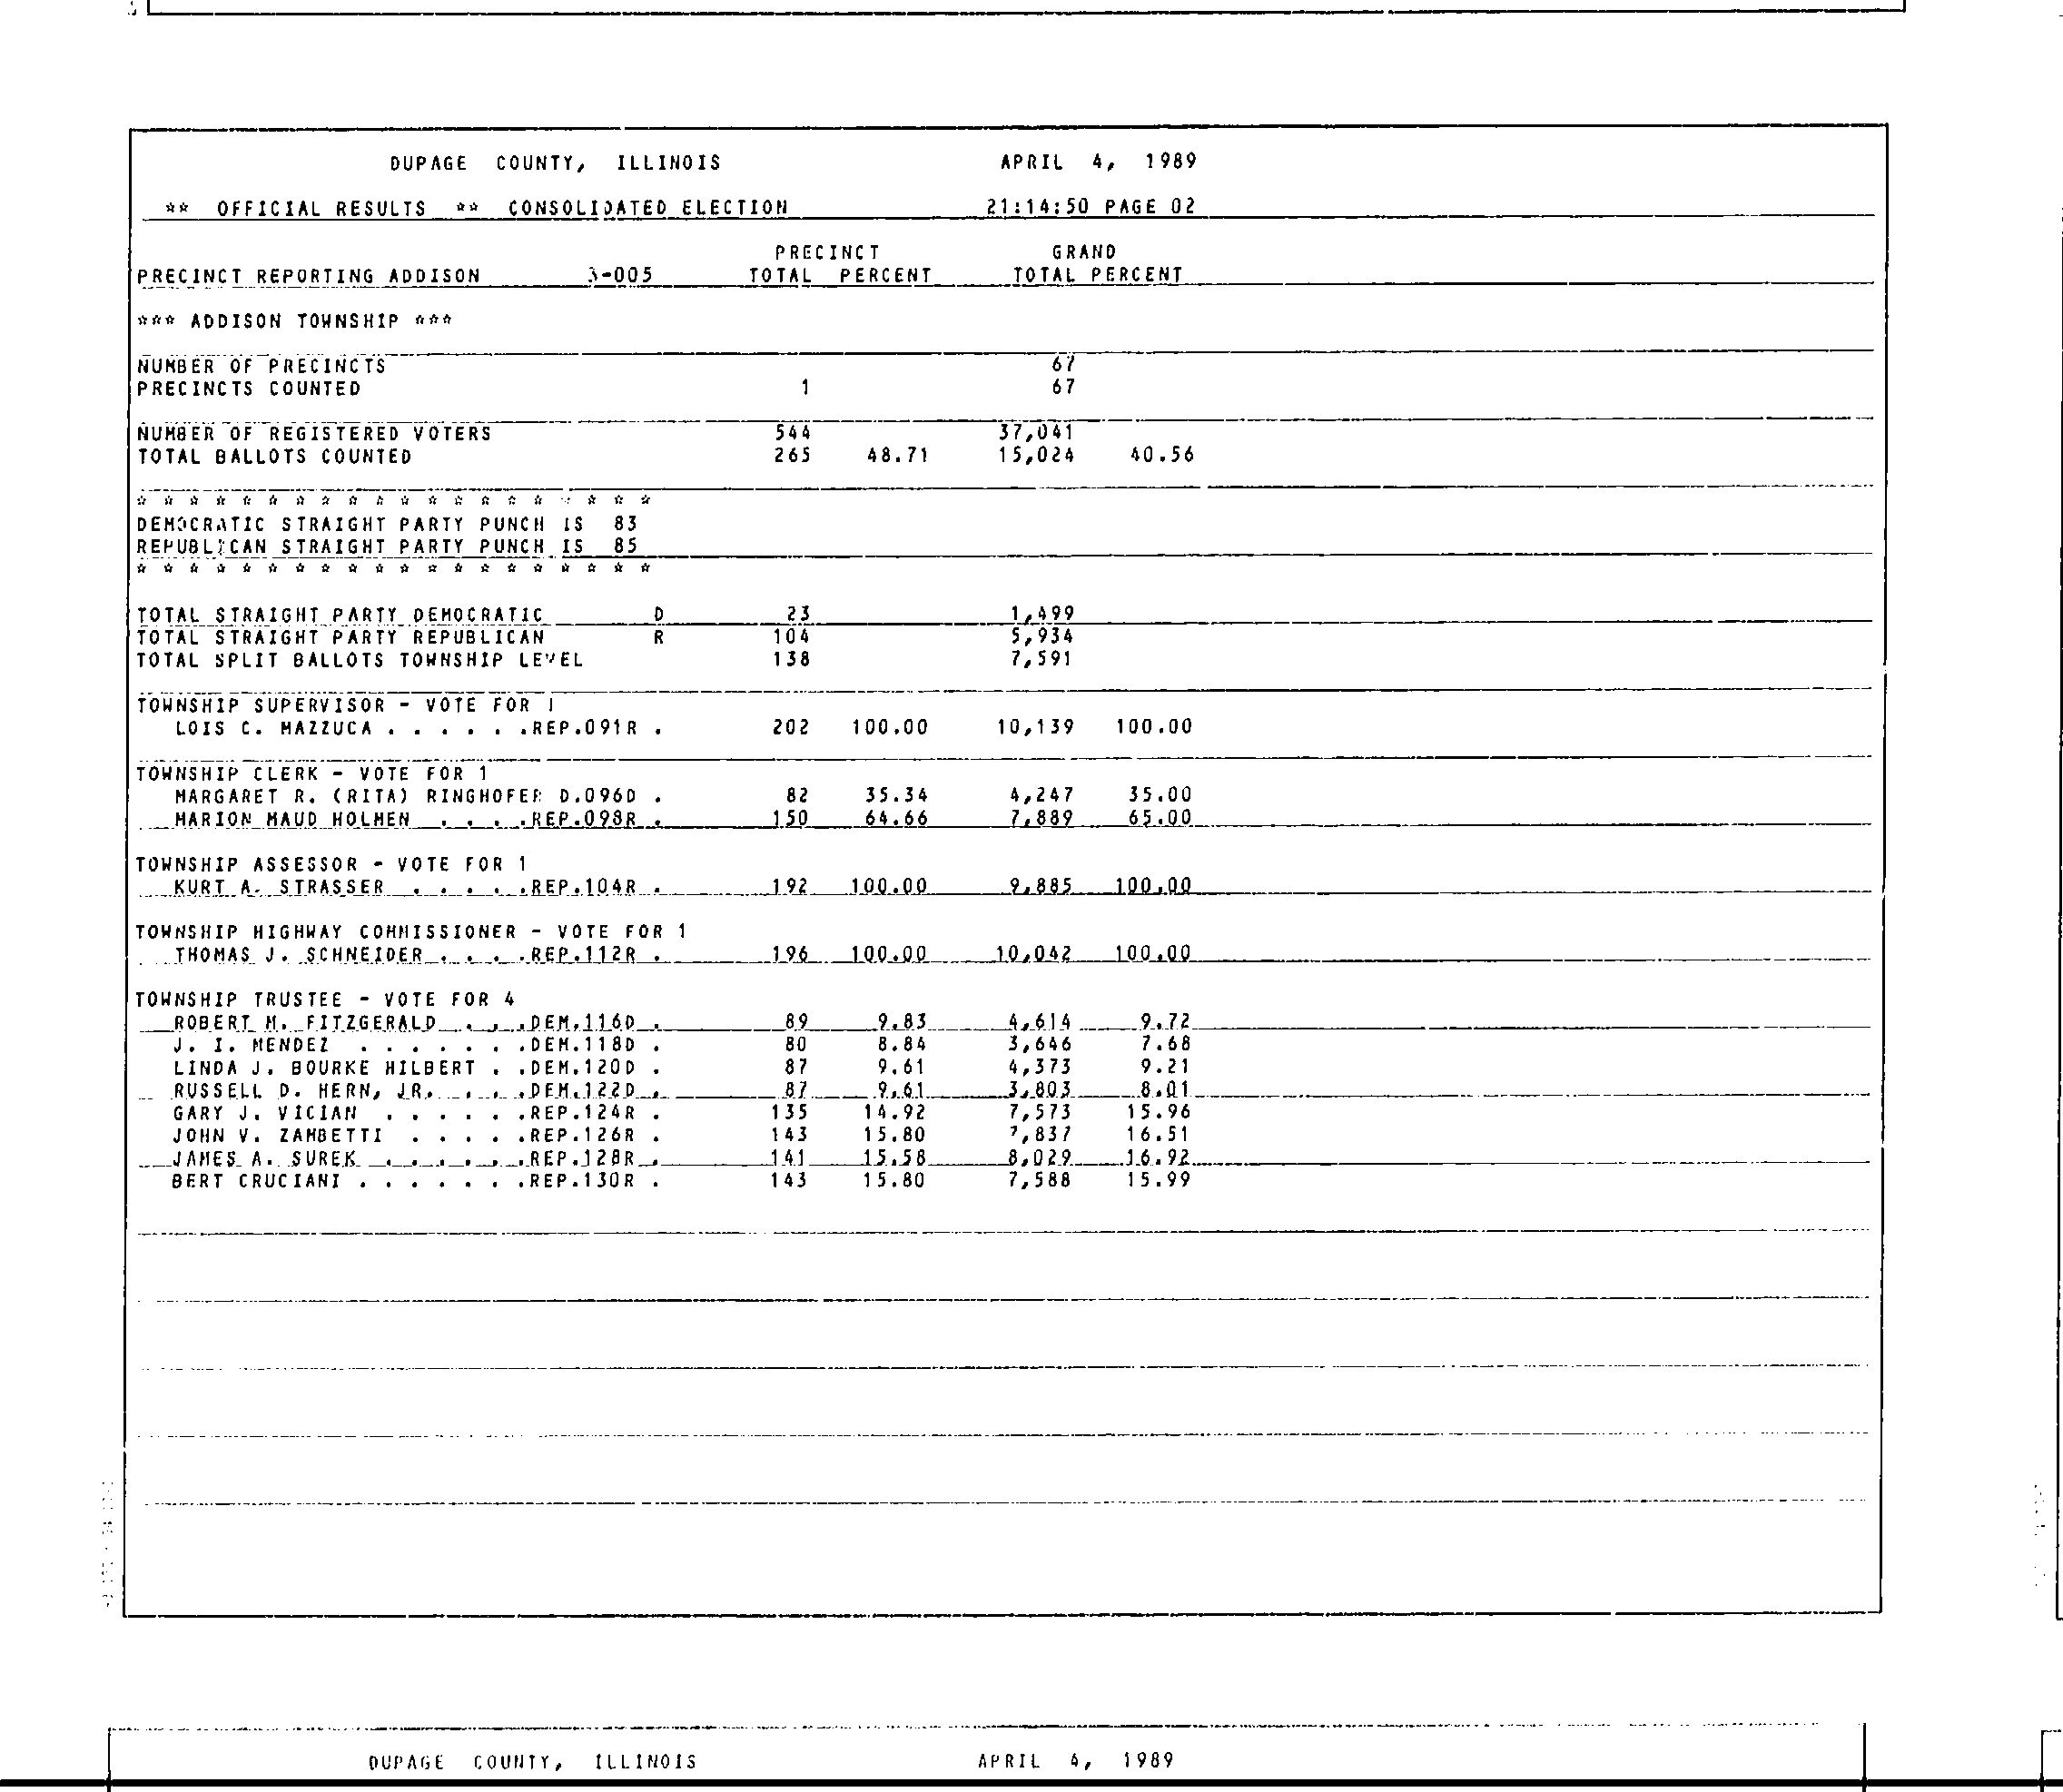 DUPAGE COUNTY, ILLINOIS APRIL 4, 1989
** OFFICIAL RESULTS ** CONSOLIDATED ELECTION 21:14:50 PAGE 02
PRECINCT GRAND
PRECINCT REPORTING ADDISON -005 TOTAL PERCENT TOTAL PERCENT
*** ADDISON TOWNSHIP ***
NUMBER OF PRECINCTS 67
PRECINCTS COUNTED 1 67
NUMBER OF REGISTERED VOTERS 544 37,041
TOTAL BALLOTS COUNTED 265 48.71 15,024 40.56
* * * * * * * * * * * * * * * * * * * *
DEMOCRATIC STRAIGHT PARTY PUNCH IS 83
REPUBLICAN STRAIGHT PARTY PUNCH IS 85
* * * * * * * * * * * * * * * * * * * *
TOTAL STRAIGHT PARTY DEMOCRATIC D 23 1,499
TOTAL STRAIGHT PARTY REPUBLICAN R 104 5,934
TOTAL SPLIT BALLOTS TOWNSHIP LEVEL 138 7,591
TOWNSHIP SUPERVISOR - VOTE FOR 1
LOIS C. MAZZUCA . . . . . .REP.091R . 202 100.00 10,139 100.00
TOWNSHIP CLERK - VOTE FOR 1
MARGARET R. (RITA) RINGHOFER D.096D . 82 35.34 4,247 35.00
MARION MAUD HOLMEN . . . .REP.098R . 150 64.66 7,889 65.00
TOWNSHIP ASSESSOR - VOTE FOR 1
KURT A. STRASSER . . . . .REP.104R . 192 100.00 9,885 100.00
TOWNSHIP HIGHWAY COMMISSIONER - VOTE FOR 1
THOMAS J. SCHNEIDER . . . .REP.112R . 196 100.00 10,042 100.00
TOWNSHIP TRUSTEE - VOTE FOR 4
ROBERT M. FITZGERALD . . .DEM.116D . 89 9.83 4,614 9.72
J. I. MENDEZ . . . . . . .DEM.118D . 80 8.84 3,646 7.68
LINDA J. BOURKE HILBERT . .DEM.120D . 87 9.61 4,373 9.21
RUSSELL D. HERN, JR. . . .DEM.122D . 87 9.61 3,803 8.01
GARY J. VICIAN . . . . . .REP.124R . 135 14.92 7,573 15.96
JOHN V. ZAMBETTI . . . . .REP.126R . 143 15.80 7,837 16.51
JAMES A. SUREK . . . . . .REP.128R . 141 15.58 8,029 16.92
BERT CRUCIANI . . . . . . .REP.130R . 143 15.80 7,588 15.99
DUPAGE COUNTY, ILLINOIS APRIL 4, 1989